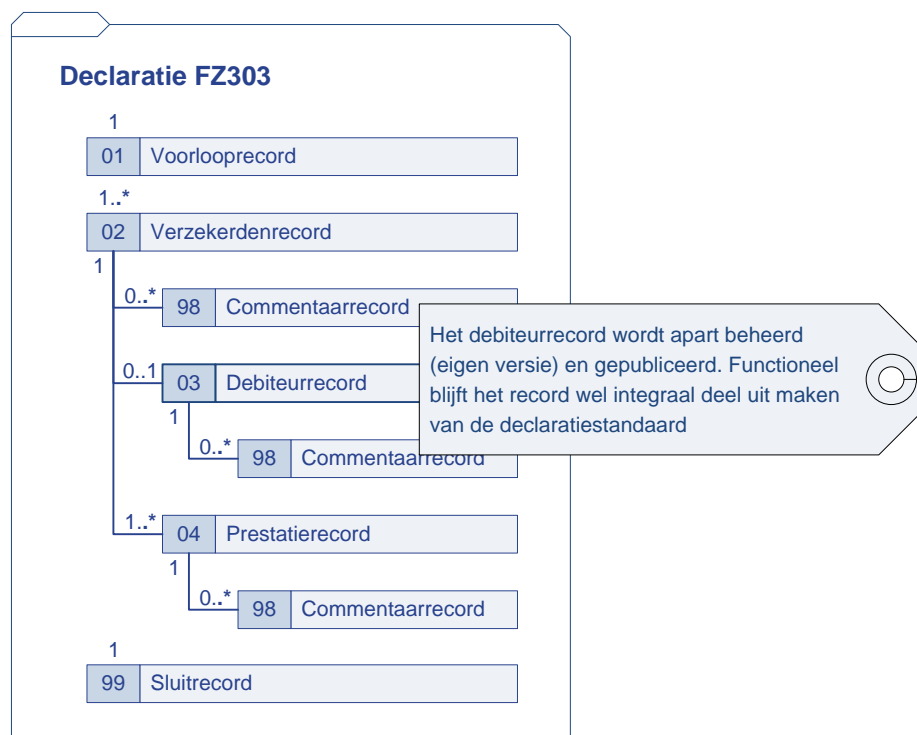 Declaratie FZ303
1
01 Voorlooprecord
1..*
02 Verzekerdenrecord
1
0..* 98 Commentaarrecord
Het debiteurrecord wordt apart beheerd
(eigen versie) en gepubliceerd. Functioneel
blijft het record wel integraal deel uit maken
van de declaratiestandaard
0..1 03 Debiteurrecord
1
0..* 98 Commentaarrecord
1..* 04 Prestatierecord
1
0..* 98 Commentaarrecord
1
99 Sluitrecord